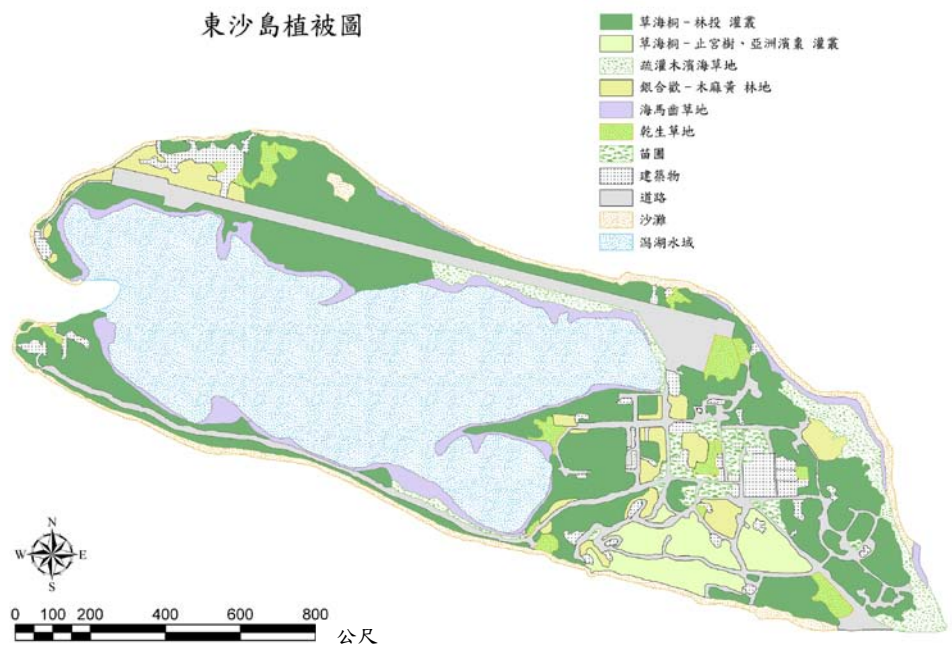 東沙島植被圖
草海桐－林投 灌叢
草海桐－止宮樹、亞洲濱棗 灌叢
疏灌木濱海草地
銀合歡－木麻黃 林地
海馬齒草地
乾生草地
苗圃
建築物
道路
沙灘
潟湖水域
N
W E
S
0 100 200 400 600 800
公尺